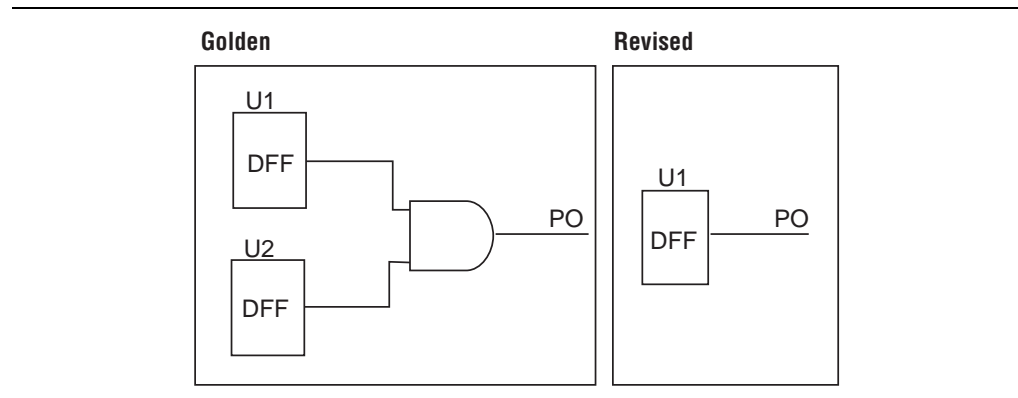 Golden
U1
DFF
U2
DFF
PO
Revised
U1
DFF
PO